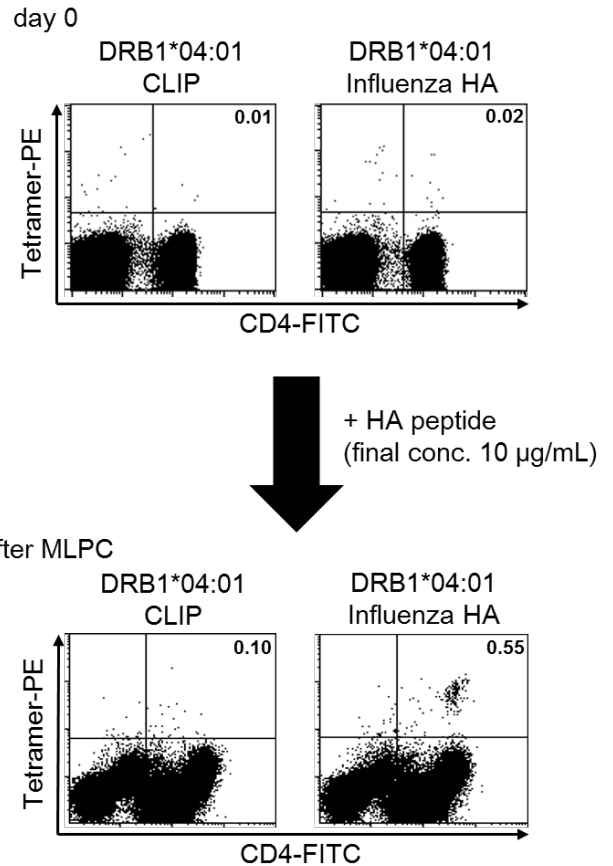 day 0
DRB1*04:01
CLIP
DRB1*04:01
Influenza HA
0.01
0.02
Tetramer-PE
CD4-FITC
+ HA peptide
(final conc. 10 µg/mL)
fter MLPC
DRB1*04:01
CLIP
DRB1*04:01
Influenza HA
0.10
0.55
Tetramer-PE
CD4-FITC